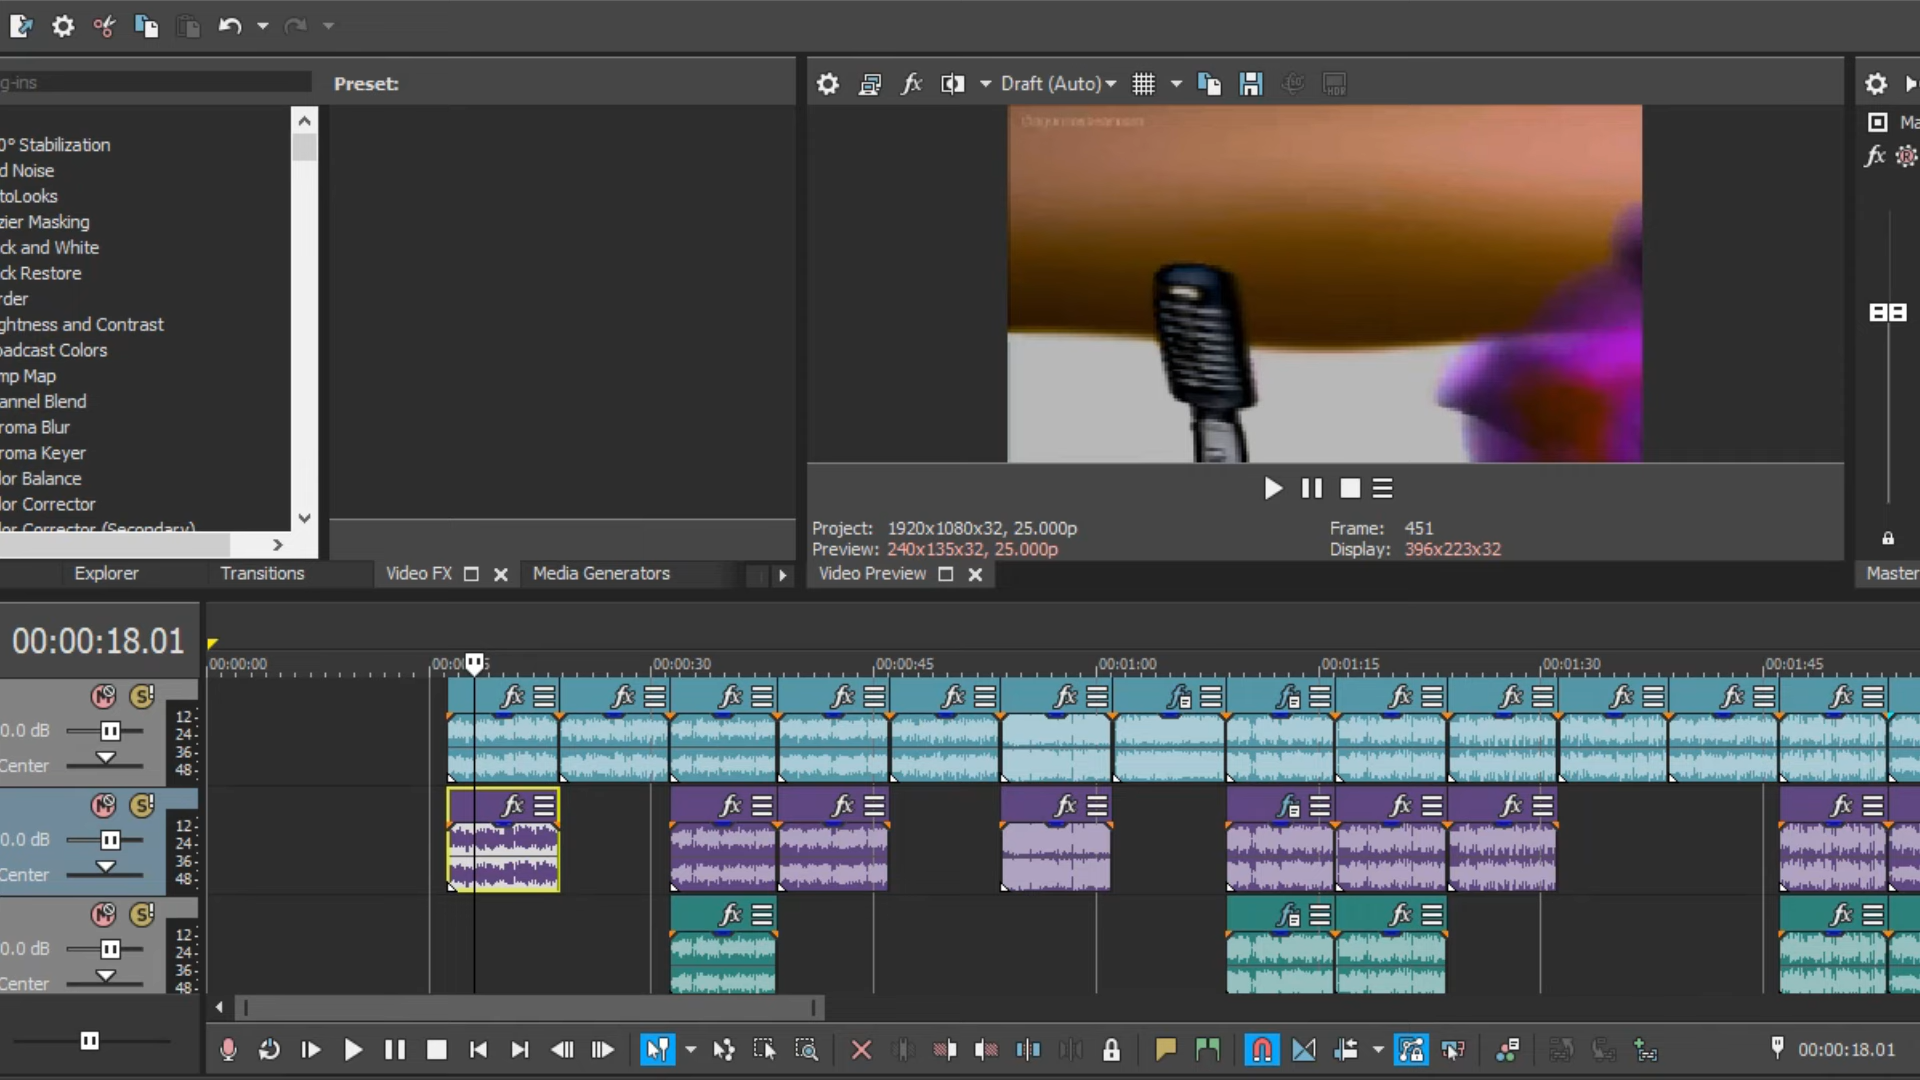 g-ins
Preset:
Draft (Auto)
Ma
0° Stabilization
d Noise
toLooks
zier Masking
ck and White
ck Restore
rder
ghtness and Contrast
oadcast Colors
mp Map
annel Blend
roma Blur
roma Keyer
lor Balance
lor Corrector
lor Corrector (Secondary)
Project: 1920x1080x32, 25.000p
Frame: 451
Preview: 240x135x32, 25.000p
Display: 396x223x32
Explorer
Transitions
Video FX
Media Generators
Video Preview
Master
00:00:18.01
00:00:00
00:00:30
00:00:45
00:01:00
00:01:15
00:01:30
00:01:45
0.0 dB
Center
12
24
36
48
0.0 dB
Center
12
24
36
48
0.0 dB
Center
12
24
36
48
00:00:18.01